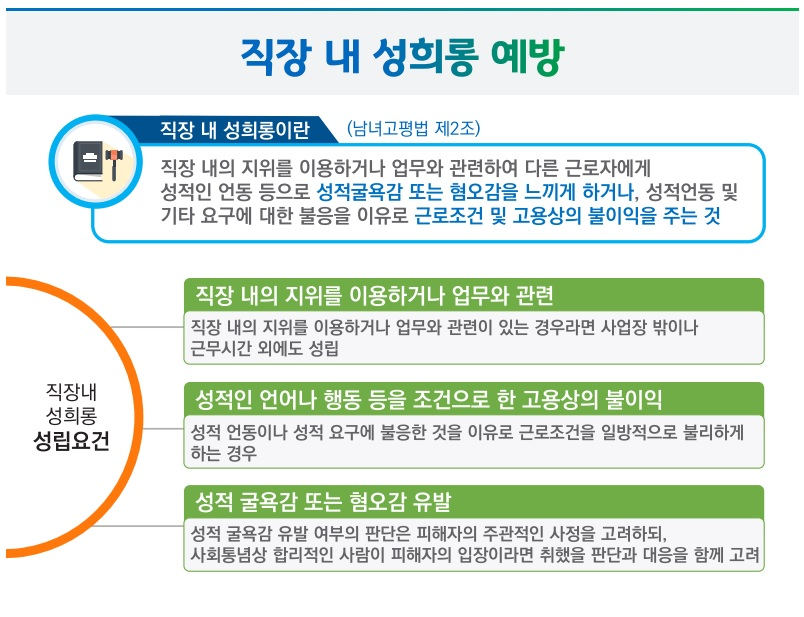 직장 내 성희롱 예방
직장 내 성희롱이란 (남녀고평법 제2조)
직장 내의 지위를 이용하거나 업무와 관련하여 다른 근로자에게
성적인 언동 등으로 성적굴욕감 또는 혐오감을 느끼게 하거나, 성적언동 및
기타 요구에 대한 불응을 이유로 근로조건 및 고용상의 불이익을 주는 것
직장내
성희롱
성립요건
직장 내의 지위를 이용하거나 업무와 관련
직장 내의 지위를 이용하거나 업무와 관련이 있는 경우라면 사업장 밖이나
근무시간 외에도 성립
성적인 언어나 행동 등을 조건으로 한 고용상의 불이익
성적 언동이나 성적 요구에 불응한 것을 이유로 근로조건을 일방적으로 불리하게
하는 경우
성적 굴욕감 또는 혐오감 유발
성적 굴욕감 유발 여부의 판단은 피해자의 주관적인 사정을 고려하되,
사회통념상 합리적인 사람이 피해자의 입장이라면 취했을 판단과 대응을 함께 고려